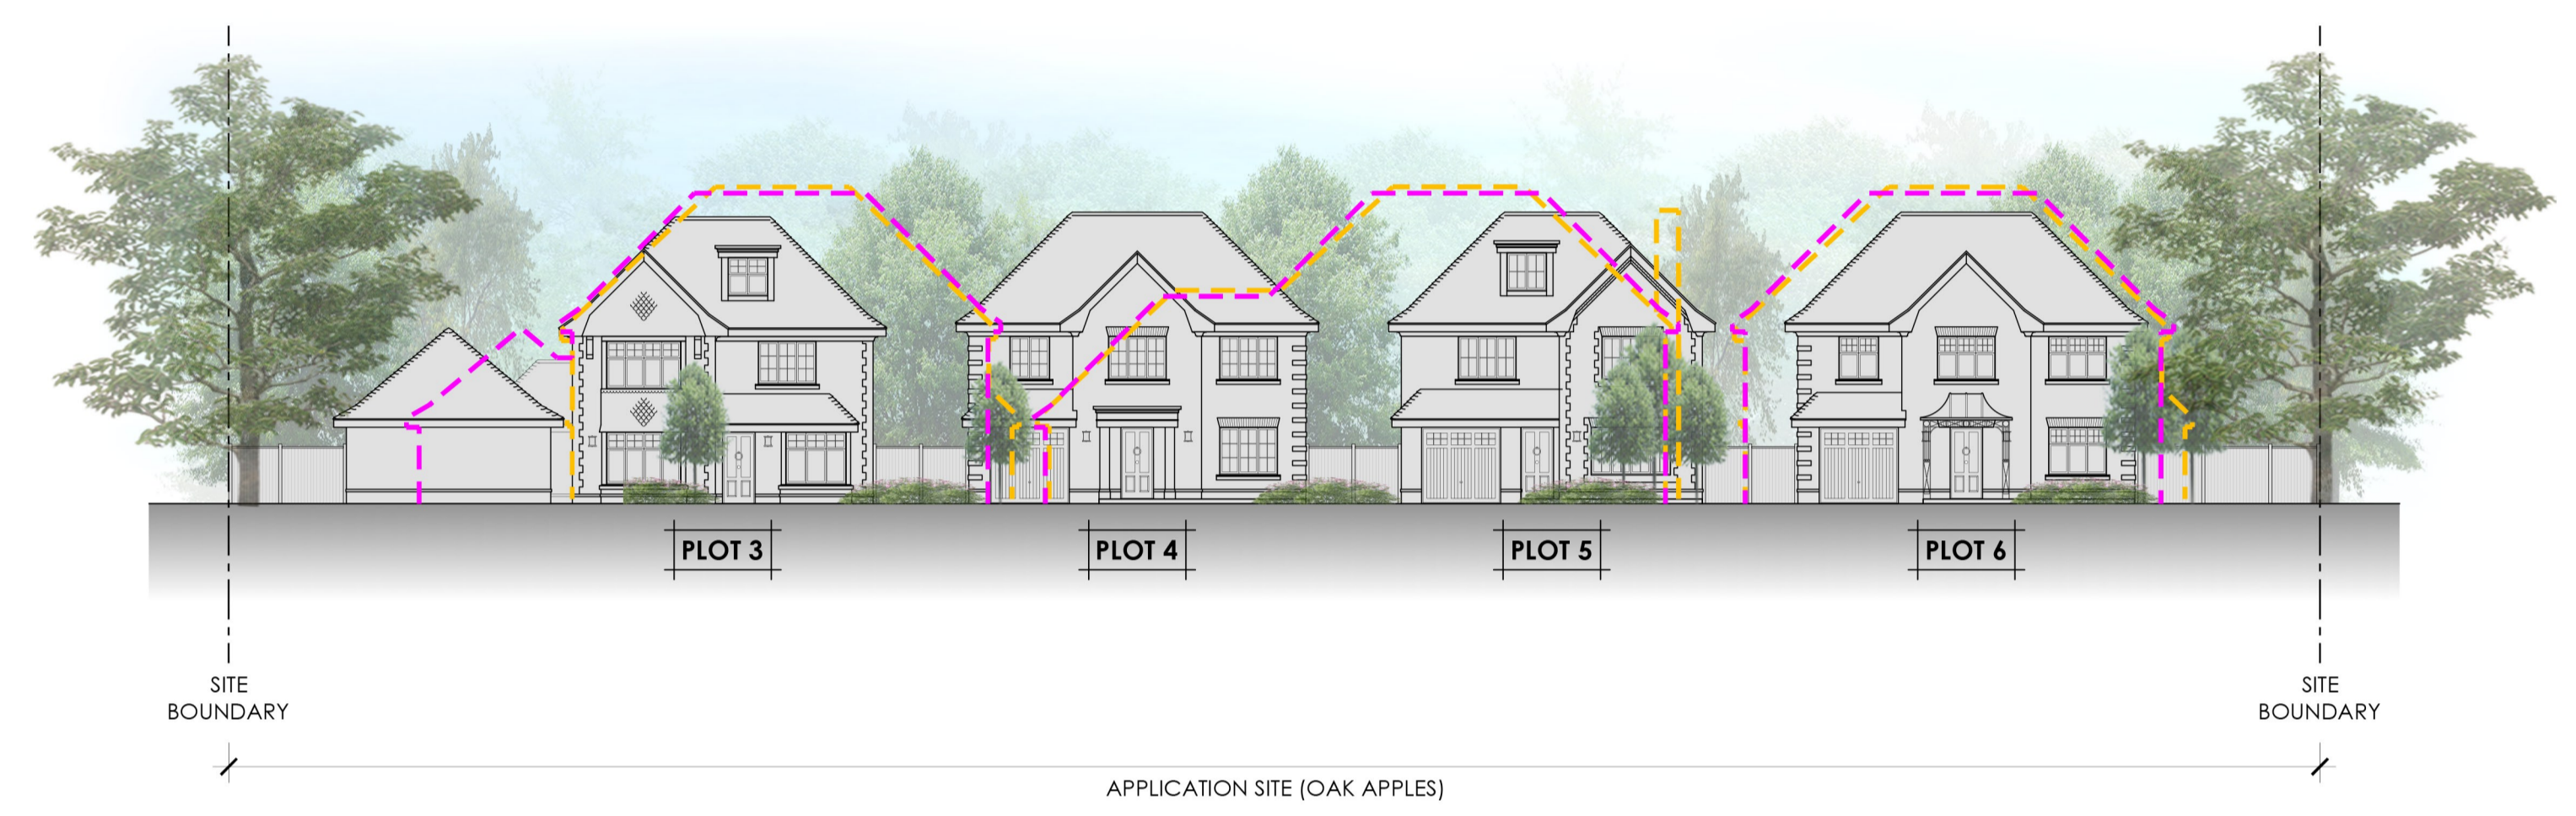 PLOT 3
PLOT 4
PLOT 5
PLOT 6
SITE
BOUNDARY
SITE
BOUNDARY
APPLICATION SITE (OAK APPLES)